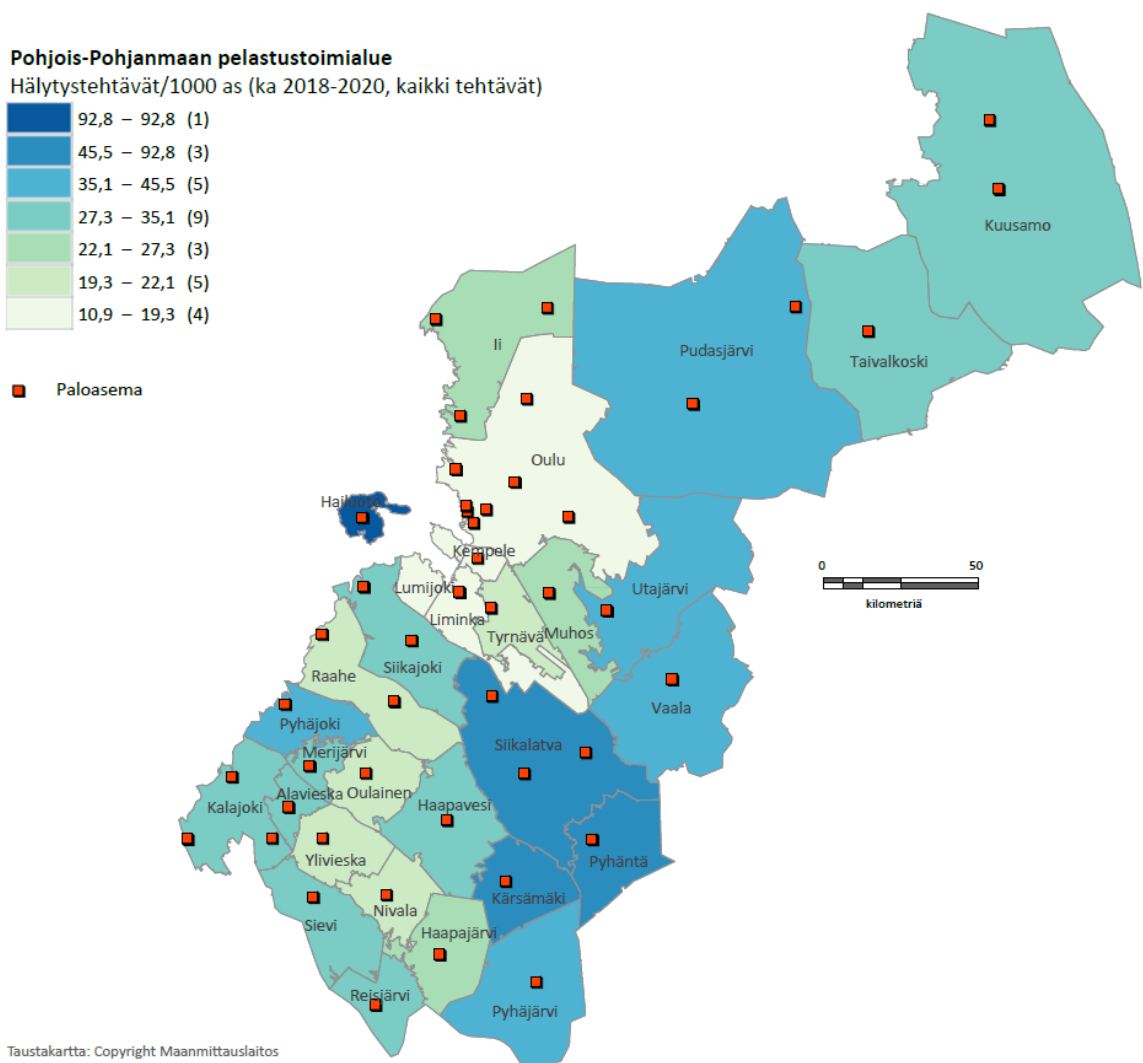 Pohjois-Pohjanmaan pelastustoimialue
Hälytystehtävät/1000 as (ka 2018-2020, kaikki tehtävät)
92,8 – 92,8 (1)
45,5 – 92,8 (3)
35,1 – 45,5 (5)
27,3 – 35,1 (9)
22,1 – 27,3 (3)
19,3 – 22,1 (5)
10,9 – 19,3 (4)
Paloasema
Kuusamo
Ii
Pudasjärvi
Taivalkoski
Oulu
Hailuoto
Kempele
0 50
kilometriä
Lumijoki
Utajärvi
Liminka
Tyrnävä
Muhos
Siikajoki
Raahe
Vaala
Pyhäjoki
Siikalatva
Merijärvi
Alavieska
Oulainen
Kalajoki
Haapavesi
Ylivieska
Pyhäntä
Kärsämäki
Nivala
Sievi
Haapajärvi
Reisjärvi
Pyhäjärvi
Taustakartta: Copyright Maanmittauslaitos